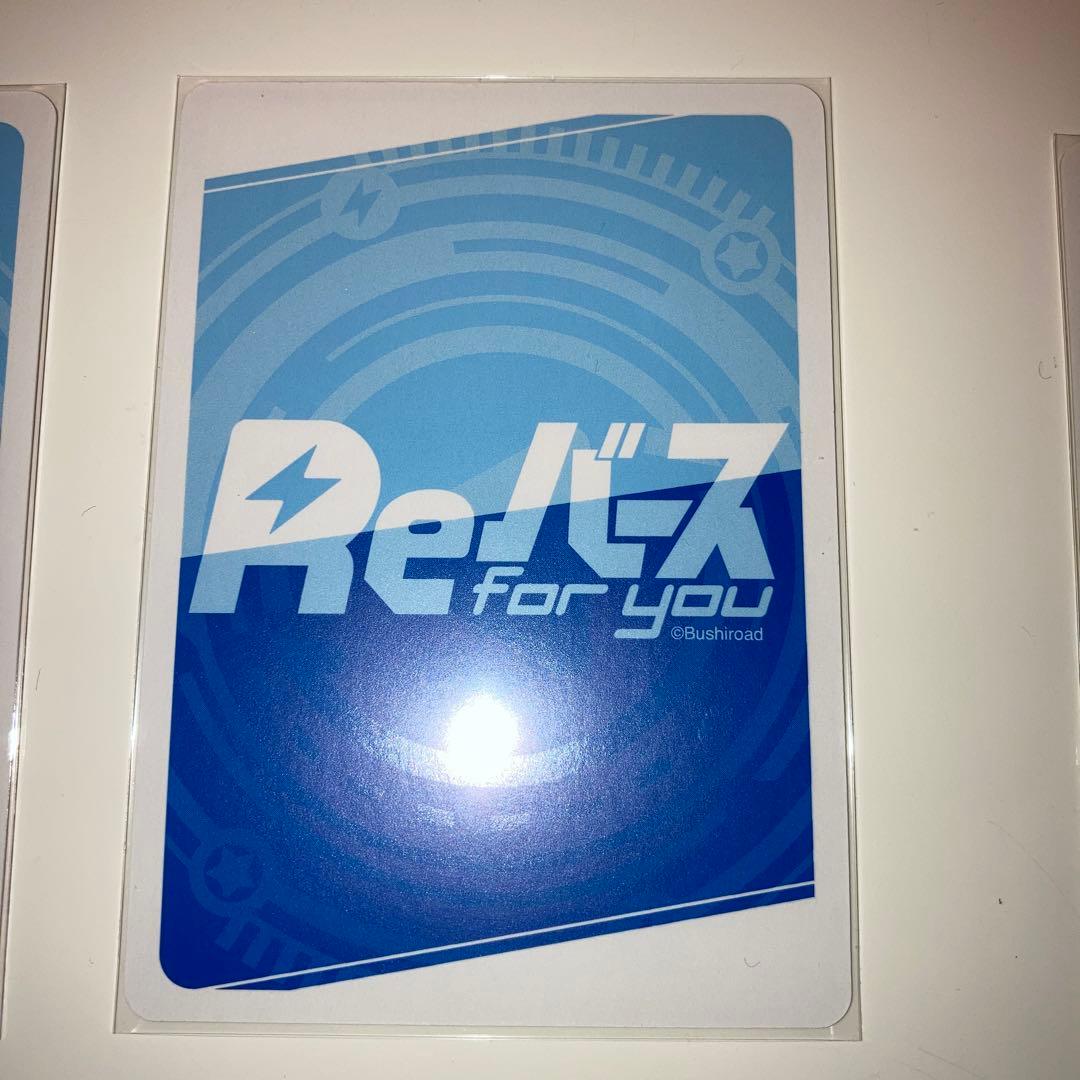 Reバース
for you
©Bushiroad